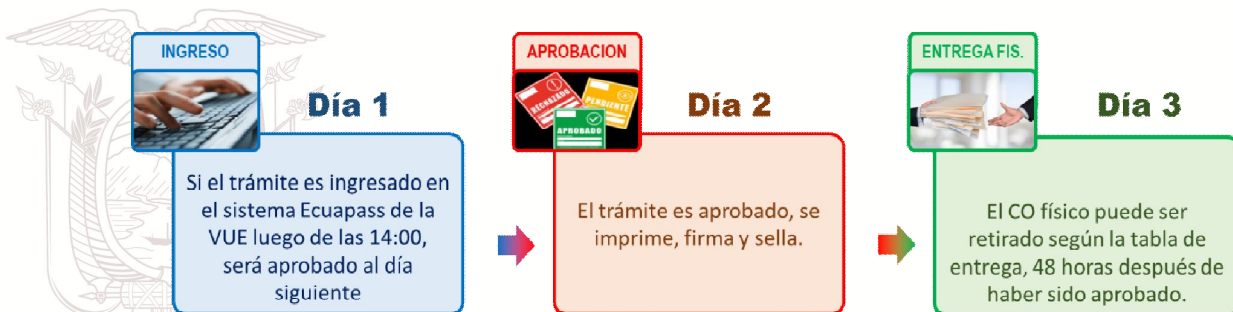 INGRESO
Día 1
Si el trámite es ingresado en
el sistema Ecuapass de la
VUE luego de las 14:00,
será aprobado al día
siguiente
APROBACION
RECHAZADO
PENDIENTE
APROBADO
Día 2
El trámite es aprobado, se
imprime, firma y sella.
ENTREGA FIS.
Día 3
El CO físico puede ser
retirado según la tabla de
entrega, 48 horas después de
haber sido aprobado.